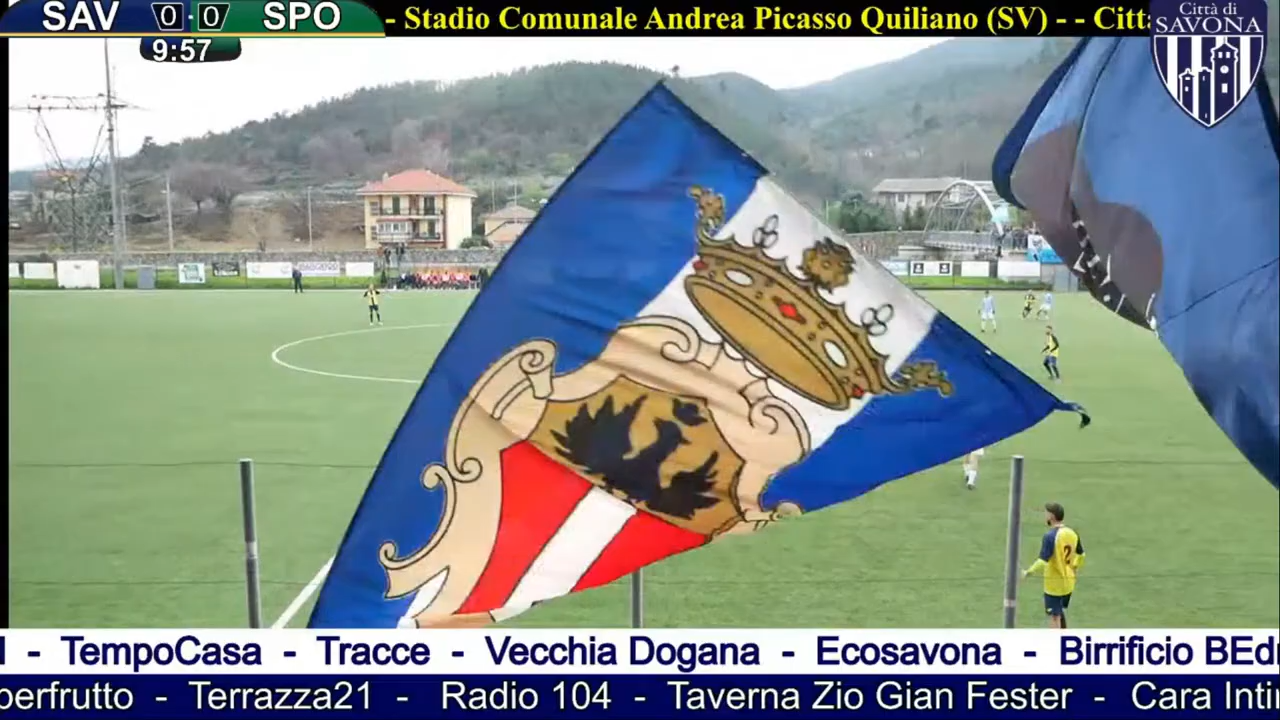 SAV 0 - 0 SPO
- Stadio Comunale Andrea Picasso Quiliano (SV) - - Citt
9:57
Città di
SAVONA
2
- TempoCasa - Tracce - Vecchia Dogana - Ecosavona - Birrificio BEd
perfrutto - Terrazza21 - Radio 104 - Taverna Zio Gian Fester - Cara Inti